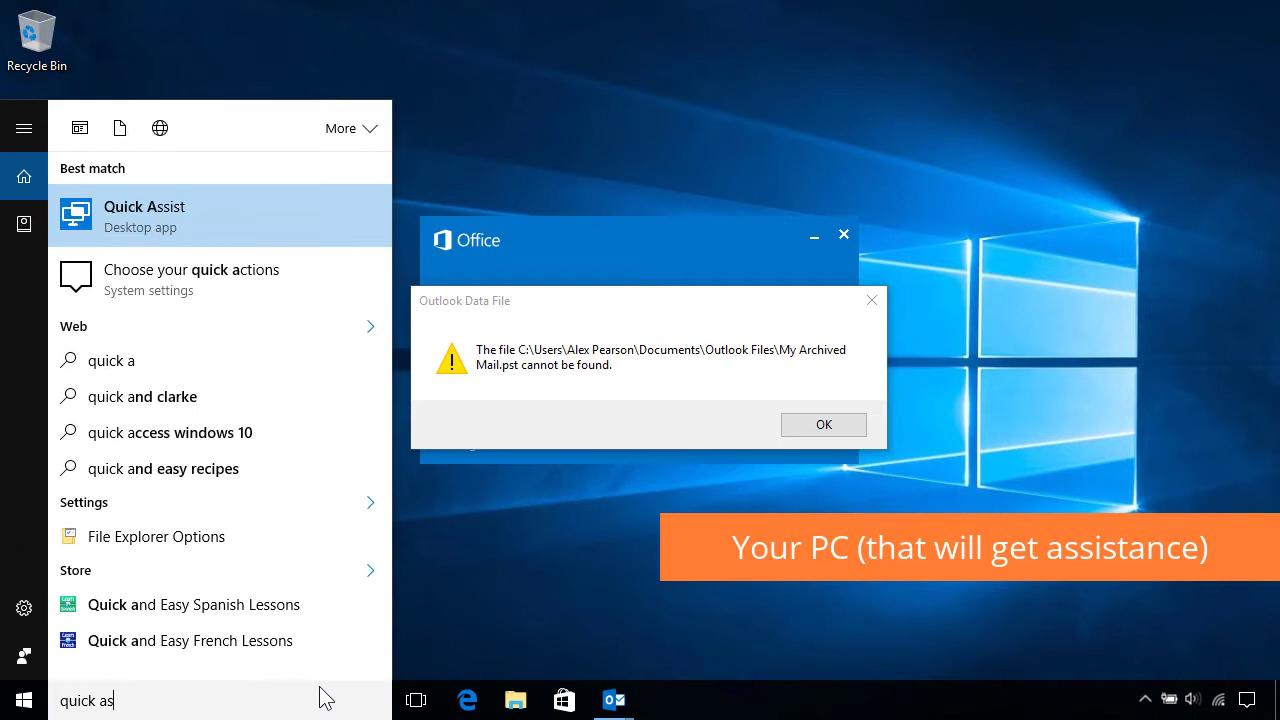 Recycle Bin
More
Best match
Quick Assist
Desktop app
Choose your quick actions
System settings
Web
quick a
quick and clarke
quick access windows 10
quick and easy recipes
Settings
File Explorer Options
Store
Quick and Easy Spanish Lessons
Quick and Easy French Lessons
quick as
Office
Outlook Data File
The file C:\Users\Alex Pearson\Documents\Outlook Files\My Archived
Mail.pst cannot be found.
OK
Your PC (that will get assistance)